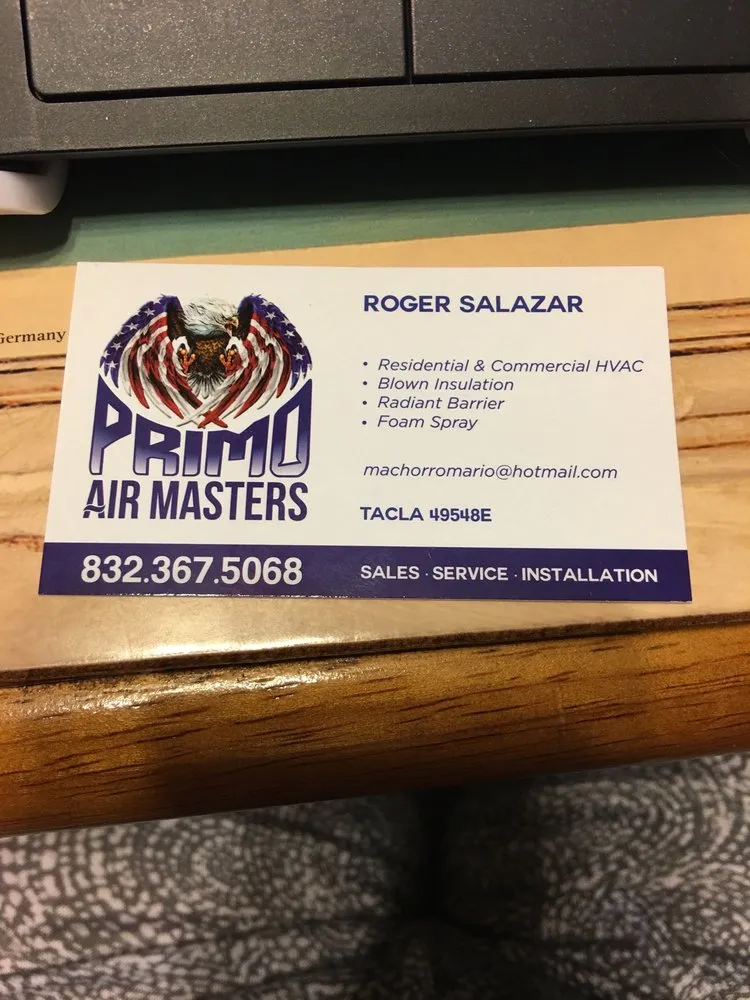 Germany
PRIMO
AIR MASTERS
832.367.5068
ROGER SALAZAR
• Residential & Commercial HVAC
• Blown Insulation
• Radiant Barrier
• Foam Spray
machorromario@hotmail.com
TACLA 49548E
SALES · SERVICE · INSTALLATION